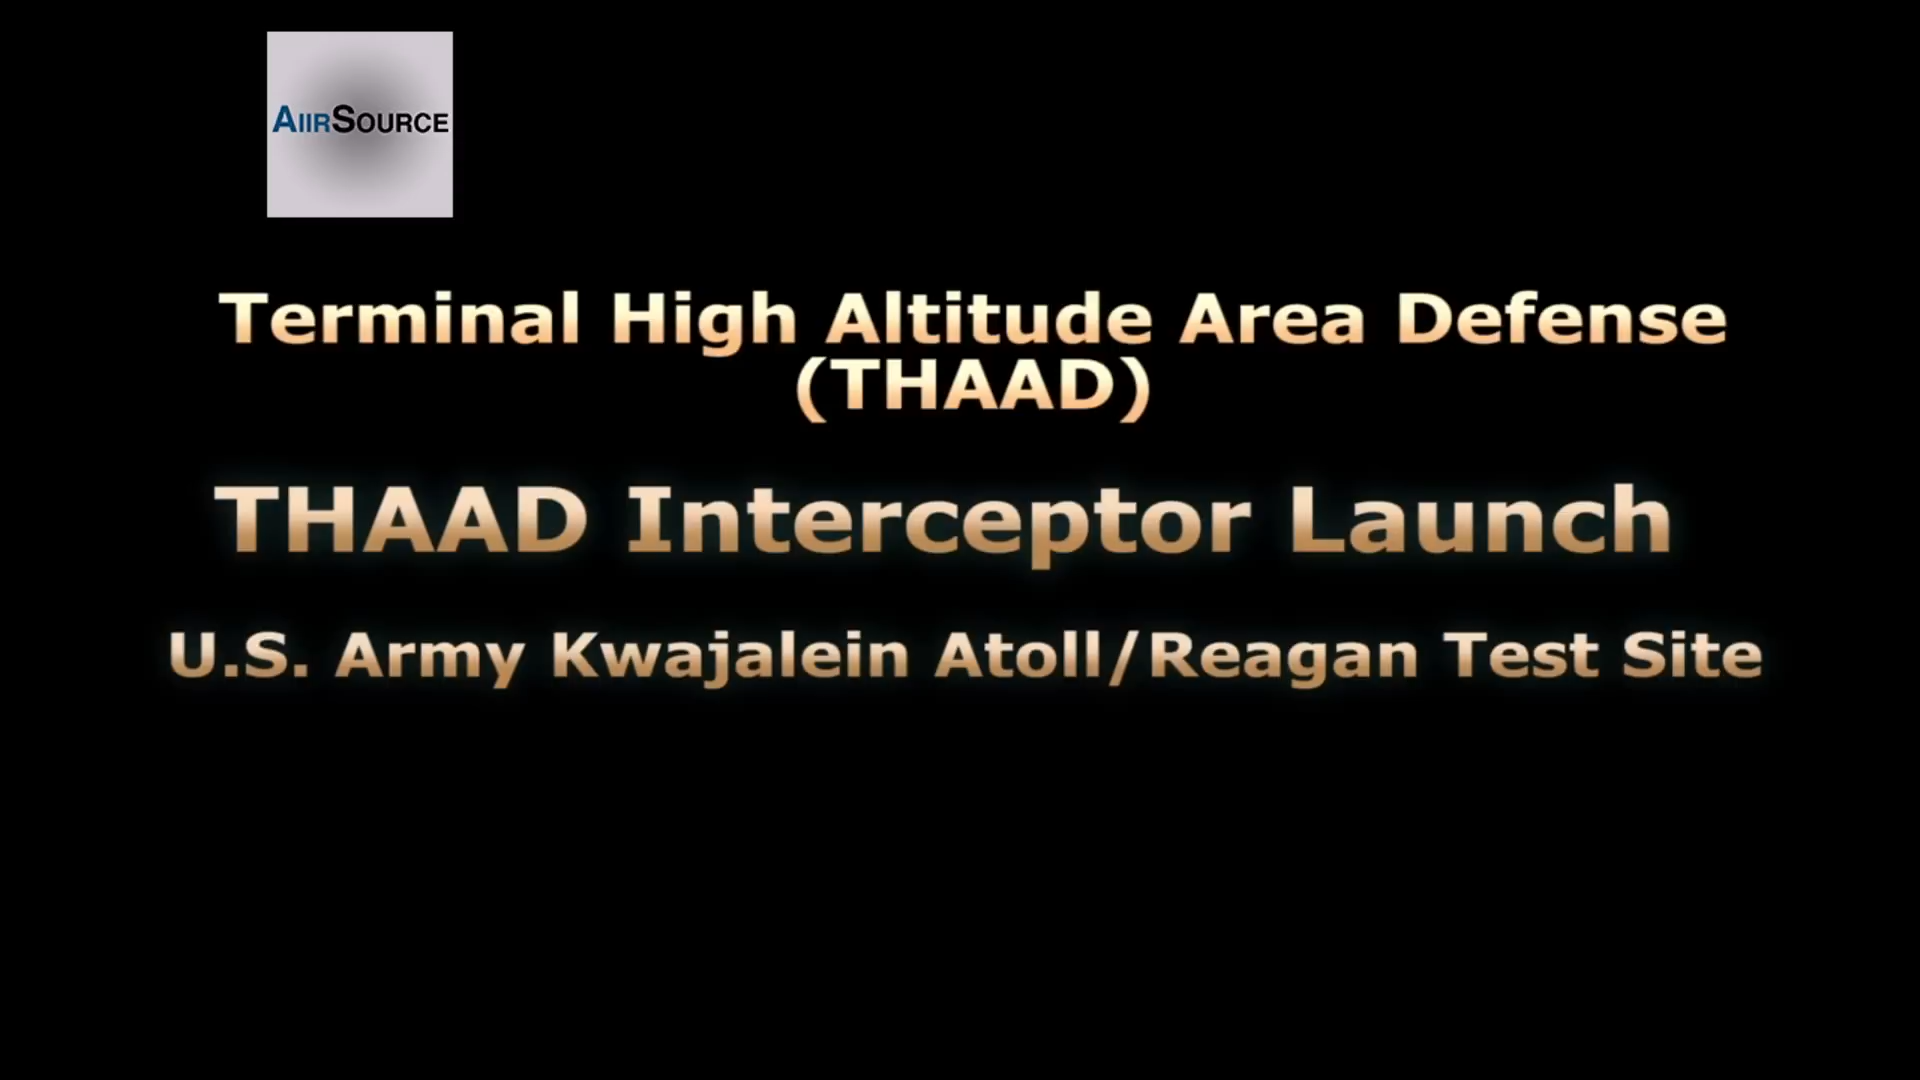 AIIRSOURCE
Terminal High Altitude Area Defense
(THAAD)
THAAD Interceptor Launch
U.S. Army Kwajalein Atoll/Reagan Test Site